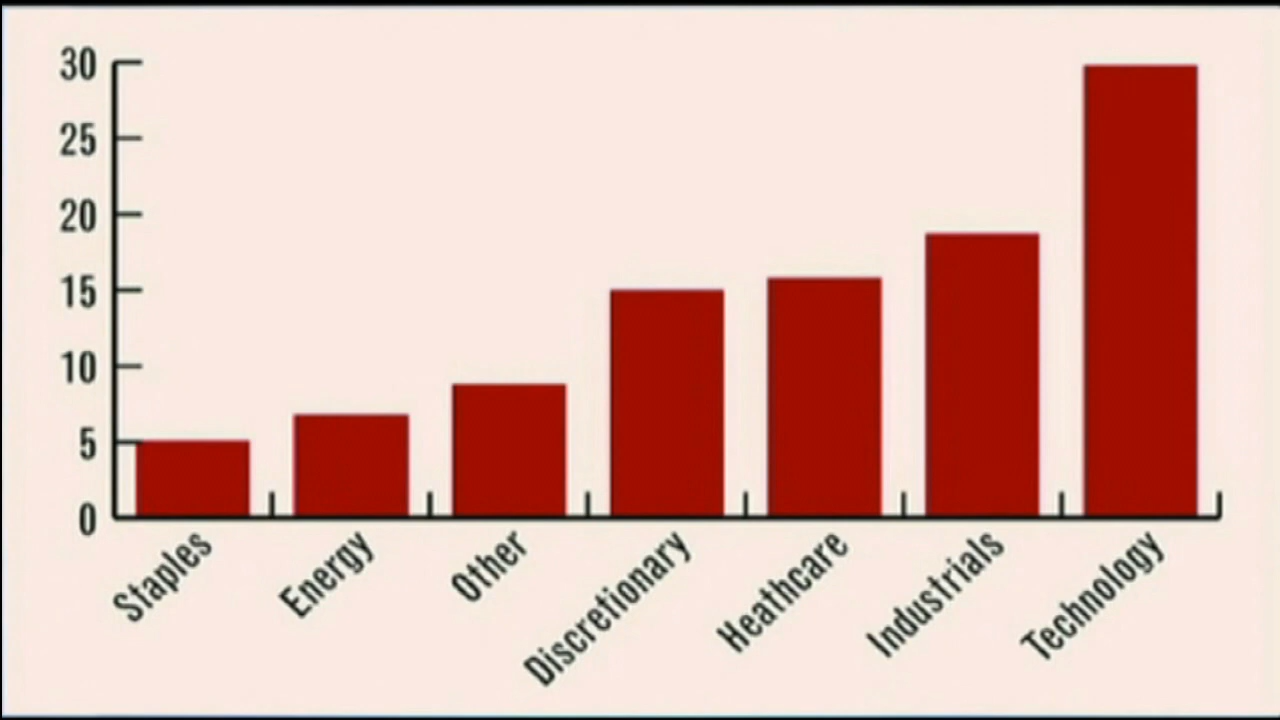 30
25
20
15
10
5
0
Staples
Energy
Other
Discretionary
Heathcare
Industrials
Technology